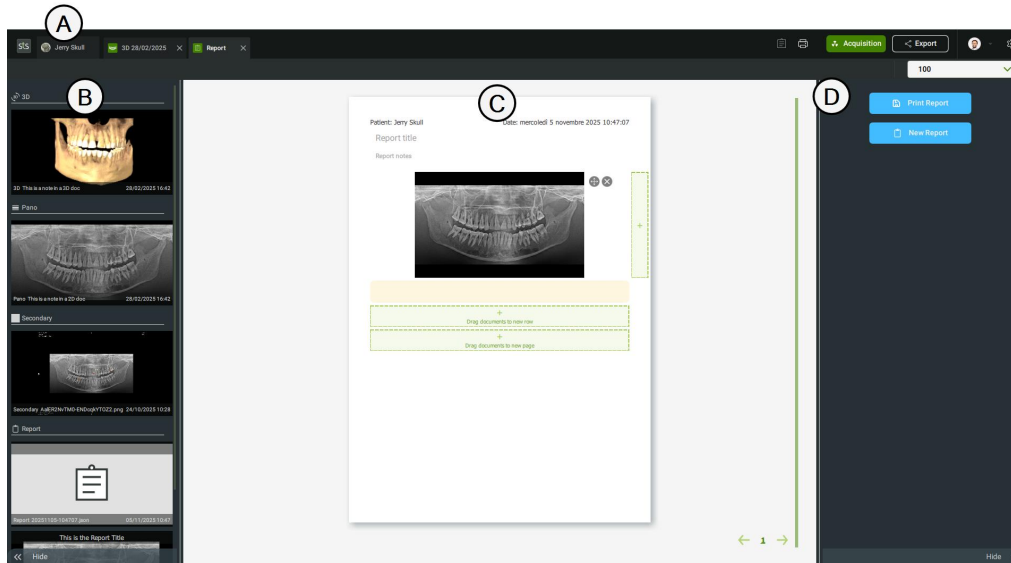 A
sts
Jerry Skull
3D 28/02/2025
Report
Acquisition
Export
100
B
3D
3D This is a note in a 3D doc 28/02/2025 16:42
Pano
Pano This is a note in a 2D doc 28/02/2025 16:42
Secondary
Secondary 24/10/2025 10:28
Report
Report 20251105-104707.json 05/11/2025 10:47
This is the Report Title
Hide
C
Patient: Jerry Skull Date: mercoledì 5 novembre 2025 10:47:07
Report title
Report notes
+
+
Drag documents to new row
+
Drag documents to new page
1
D
Print Report
New Report
Hide